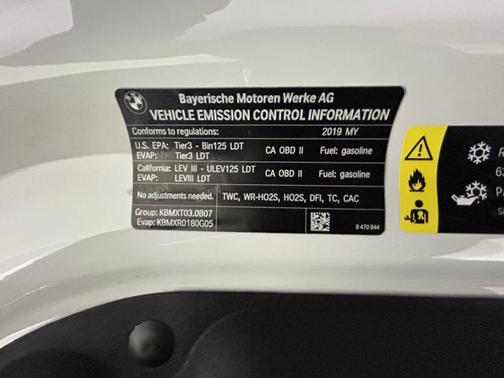 BMW
Bayerische Motoren Werke AG
VEHICLE EMISSION CONTROL INFORMATION
Conforms to regulations: 2019 MY
U.S. EPA: Tier3 - Bin125 LDT CA OBD II Fuel: gasoline
EVAP: Tier3 LDT
California: LEV III - ULEV125 LDT CA OBD II Fuel: gasoline
EVAP: LEVIII LDT
No adjustments needed. TWC, WR-HO2S, HO2S, DFI, TC, CAC
Group: KBMXT03.0B07
Evap: KBMXR0180G05
9 470 944